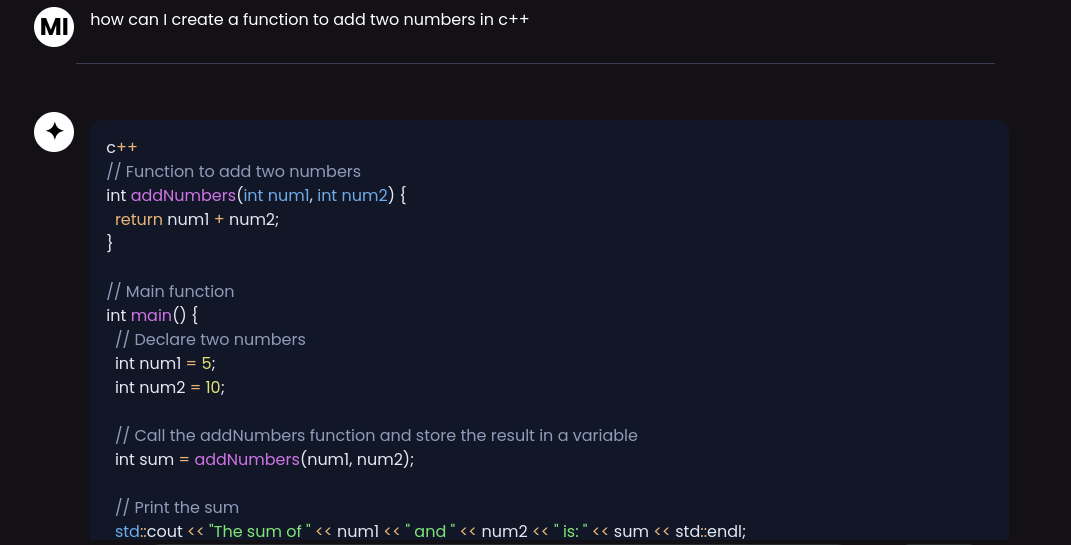 MI
how can I create a function to add two numbers in c++
c++
// Function to add two numbers
int addNumbers(int num1, int num2) {
  return num1 + num2;
}
// Main function
int main() {
  // Declare two numbers
  int num1 = 5;
  int num2 = 10;
  // Call the addNumbers function and store the result in a variable
  int sum = addNumbers(num1, num2);
  // Print the sum
  std::cout << "The sum of " << num1 << " and " << num2 << " is: " << sum << std::endl;